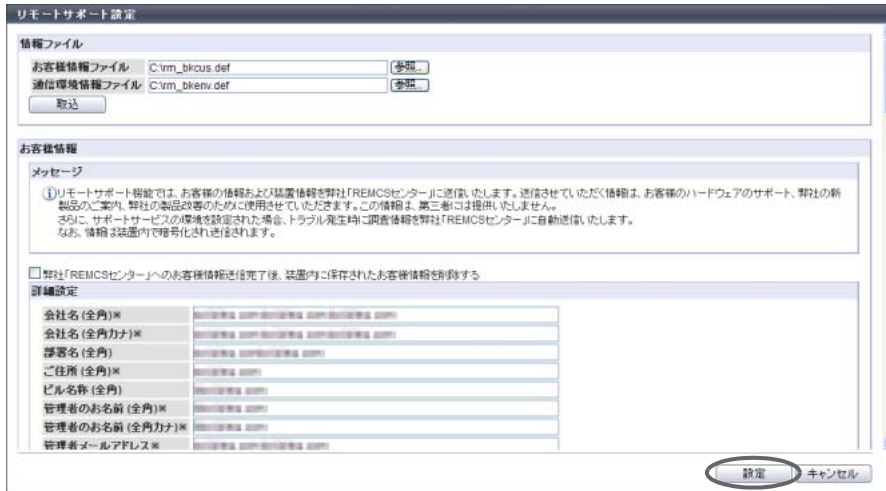 リモートサポート設定
情報ファイル
お客様情報ファイル C:\rm_bkcus.def 参照...
通信環境情報ファイル C:\rm_bkenv.def 参照...
取込
お客様情報
メッセージ
リモートサポート機能では、お客様の情報および装置情報を弊社「REMCSセンター」に送信いたします。送信させていただく情報は、お客様のハードウェアのサポート、弊社の新
製品のご案内、弊社の製品改善のために使用させていただきます。この情報は、第三者には提供いたしません。
さらに、サポートサービスの環境を設定された場合、トラブル発生時に調査情報を弊社「REMCSセンター」に自動送信いたします。
なお、情報は装置内で暗号化され送信されます。
弊社「REMCSセンター」へのお客様情報送信完了後、装置内に保存されたお客様情報を削除する
詳細設定
会社名(全角)※
会社名(全角カナ)※
部署名(全角)
ご住所(全角)※
ビル名称(全角)
管理者のお名前(全角)※
管理者のお名前(全角カナ)※
管理者メールアドレス※
設定 キャンセル